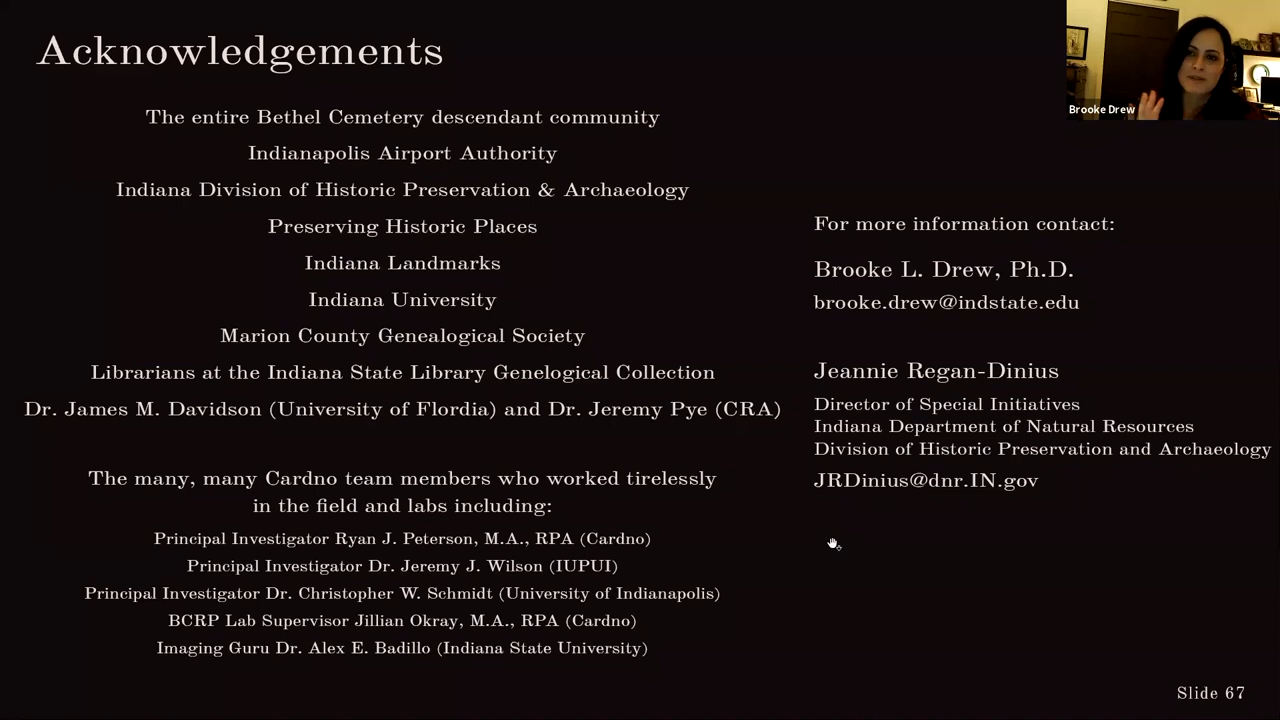 Acknowledgements
Brooke Drew
The entire Bethel Cemetery descendant community
Indianapolis Airport Authority
Indiana Division of Historic Preservation & Archaeology
Preserving Historic Places
Indiana Landmarks
Indiana University
Marion County Genealogical Society
Librarians at the Indiana State Library Genelogical Collection
Dr. James M. Davidson (University of Flordia) and Dr. Jeremy Pye (CRA)
The many, many Cardno team members who worked tirelessly
in the field and labs including:
Principal Investigator Ryan J. Peterson, M.A., RPA (Cardno)
Principal Investigator Dr. Jeremy J. Wilson (IUPUI)
Principal Investigator Dr. Christopher W. Schmidt (University of Indianapolis)
BCRP Lab Supervisor Jillian Okray, M.A., RPA (Cardno)
Imaging Guru Dr. Alex E. Badillo (Indiana State University)
For more information contact:
Brooke L. Drew, Ph.D.
brooke.drew@indstate.edu
Jeannie Regan-Dinius
Director of Special Initiatives
Indiana Department of Natural Resources
Division of Historic Preservation and Archaeology
JRDinius@dnr.IN.gov
Slide 67